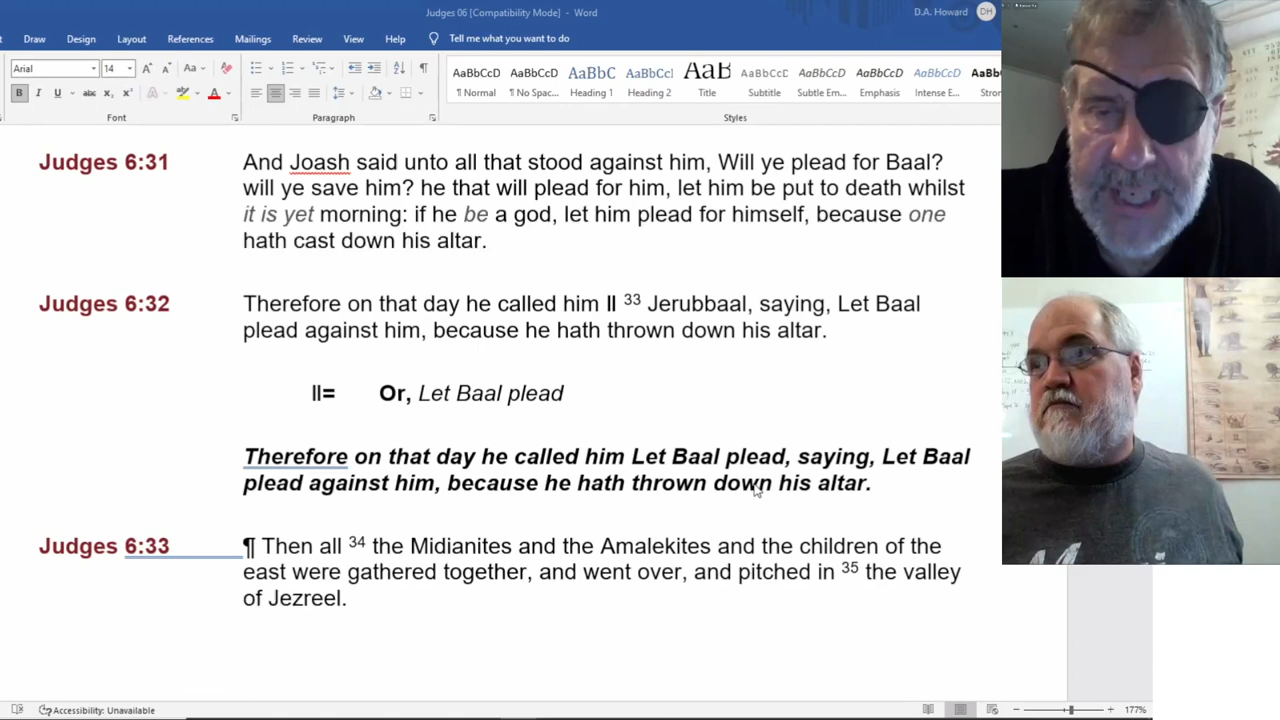 Judges 06 [Compatibility Mode] - Word
D.A. Howard
DH
Draw Design Layout References Mailings Review View Help Tell me what you want to do
Arial 14
AaBbCcD AaBbCcD AaBbC AaBbCcl AaB AaBbCcD AaBbCcD AaBbCcD AaBbCcD
¶ Normal ¶ No Spac... Heading 1 Heading 2 Title Subtitle Subtle Em... Emphasis Intense E...
Font Paragraph Styles
Judges 6:31 And Joash said unto all that stood against him, Will ye plead for Baal?
will ye save him? he that will plead for him, let him be put to death whilst
it is yet morning: if he be a god, let him plead for himself, because one
hath cast down his altar.
Judges 6:32 Therefore on that day he called him ‖ 33 Jerubbaal, saying, Let Baal
plead against him, because he hath thrown down his altar.
‖= Or, Let Baal plead
Therefore on that day he called him Let Baal plead, saying, Let Baal
plead against him, because he hath thrown down his altar.
Judges 6:33 ¶ Then all 34 the Midianites and the Amalekites and the children of the
east were gathered together, and went over, and pitched in 35 the valley
of Jezreel.
Accessibility: Unavailable
177%